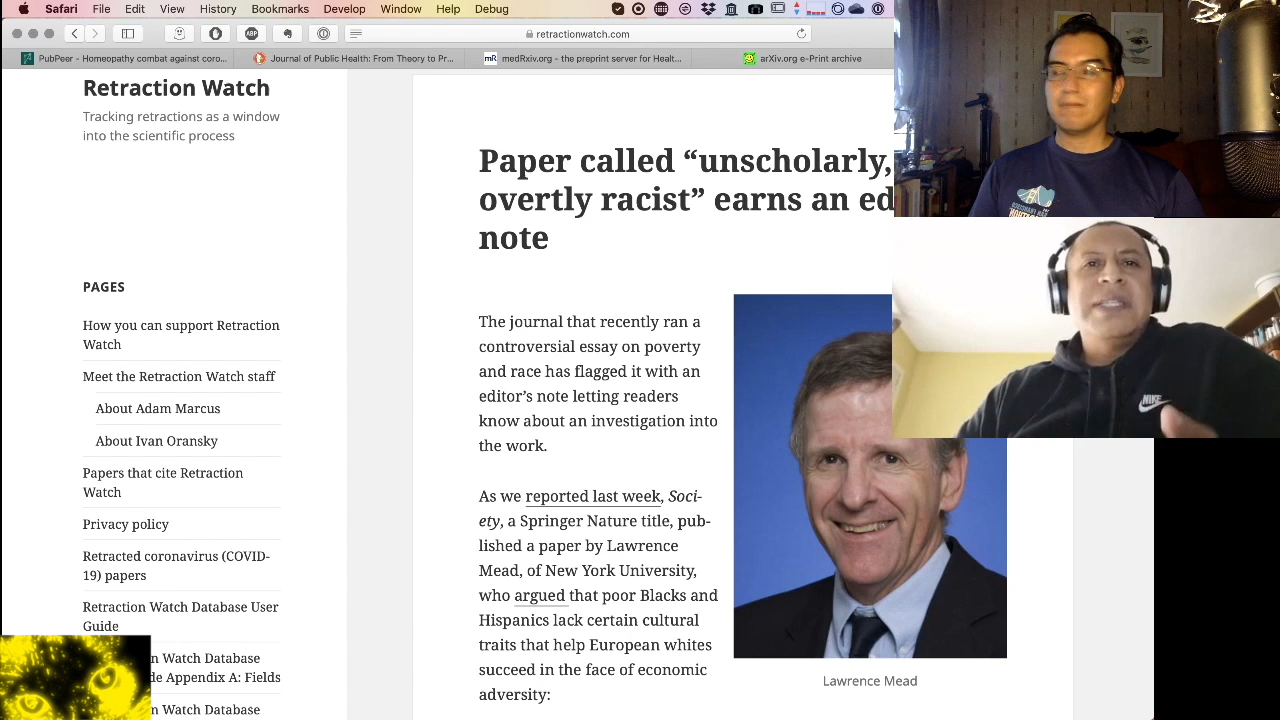 Safari File Edit View History Bookmarks Develop Window Help Debug
ABP
retractionwatch.com
PubPeer - Homeopathy combat against coro...
Journal of Public Health: From Theory to Pr...
mR medRxiv.org - the preprint server for Healt...
arXiv.org e-Print archive
Retraction Watch
Tracking retractions as a window
into the scientific process
PAGES
How you can support Retraction
Watch
Meet the Retraction Watch staff
About Adam Marcus
About Ivan Oransky
Papers that cite Retraction
Watch
Privacy policy
Retracted coronavirus (COVID-
19) papers
Retraction Watch Database User
Guide
n Watch Database
de Appendix A: Fields
n Watch Database
Paper called “unscholarly,
overtly racist” earns an ed
note
The journal that recently ran a
controversial essay on poverty
and race has flagged it with an
editor’s note letting readers
know about an investigation into
the work.
As we reported last week, Soci-
ety, a Springer Nature title, pub-
lished a paper by Lawrence
Mead, of New York University,
who argued that poor Blacks and
Hispanics lack certain cultural
traits that help European whites
succeed in the face of economic
adversity:
Lawrence Mead
NIKE